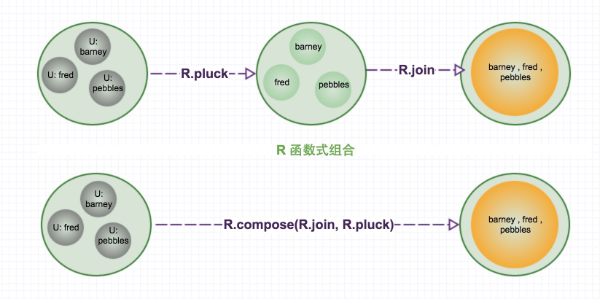 U:
barney
U: fred
U:
pebbles
R.pluck
barney
fred
pebbles
R.join
barney , fred ,
pebbles
R 函数式组合
U:
barney
U: fred
U:
pebbles
R.compose(R.join, R.pluck)
barney , fred ,
pebbles